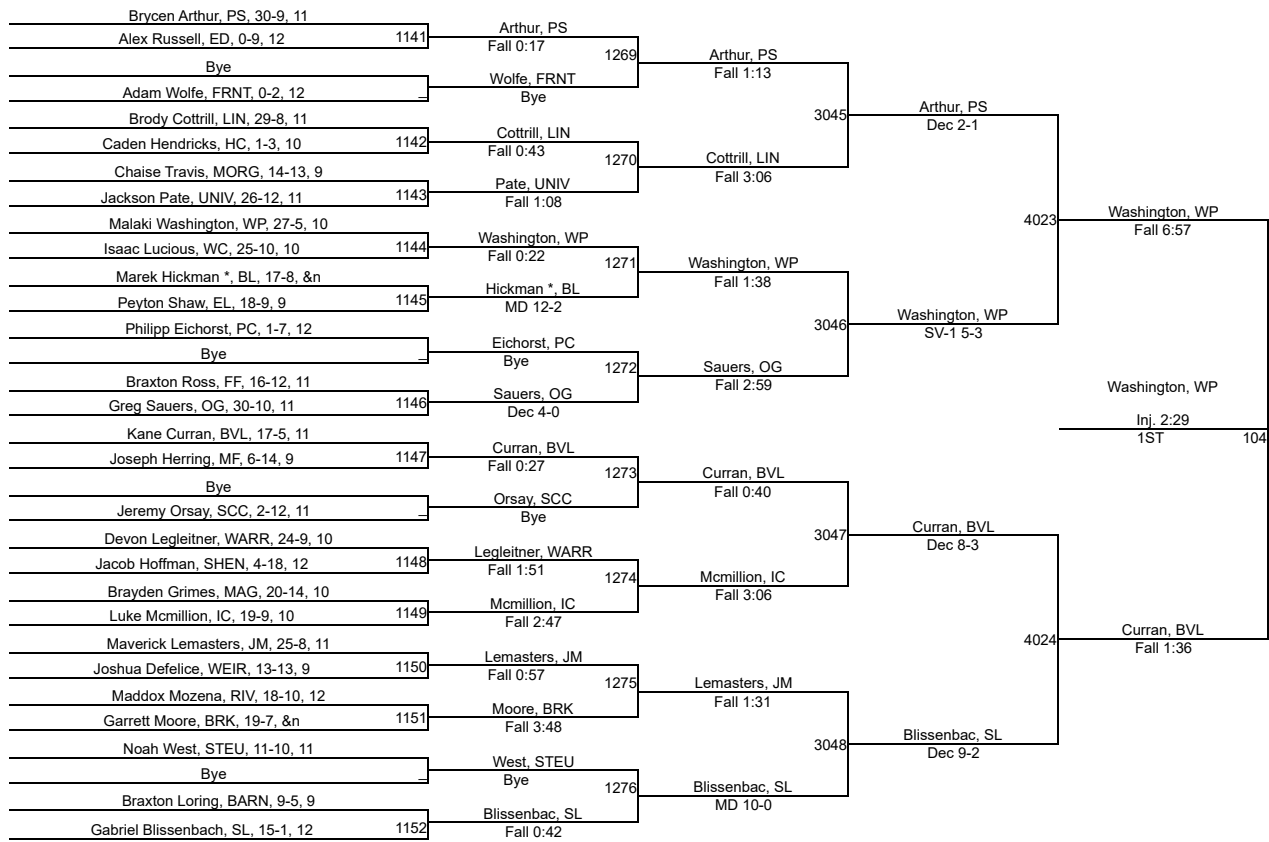 Brycen Arthur, PS, 30-9, 11
Alex Russell, ED, 0-9, 12
1141
Bye
Adam Wolfe, FRNT, 0-2, 12
_
Brody Cottrill, LIN, 29-8, 11
Caden Hendricks, HC, 1-3, 10
1142
Chaise Travis, MORG, 14-13, 9
Jackson Pate, UNIV, 26-12, 11
1143
Malaki Washington, WP, 27-5, 10
Isaac Lucious, WC, 25-10, 10
1144
Marek Hickman *, BL, 17-8, &n
Peyton Shaw, EL, 18-9, 9
1145
Philipp Eichorst, PC, 1-7, 12
Bye
_
Braxton Ross, FF, 16-12, 11
Greg Sauers, OG, 30-10, 11
1146
Kane Curran, BVL, 17-5, 11
Joseph Herring, MF, 6-14, 9
1147
Bye
Jeremy Orsay, SCC, 2-12, 11
_
Devon Legleitner, WARR, 24-9, 10
Jacob Hoffman, SHEN, 4-18, 12
1148
Brayden Grimes, MAG, 20-14, 10
Luke Mcmillion, IC, 19-9, 10
1149
Maverick Lemasters, JM, 25-8, 11
Joshua Defelice, WEIR, 13-13, 9
1150
Maddox Mozena, RIV, 18-10, 12
Garrett Moore, BRK, 19-7, &n
1151
Noah West, STEU, 11-10, 11
Bye
_
Braxton Loring, BARN, 9-5, 9
Gabriel Blissenbach, SL, 15-1, 12
1152
Arthur, PS
Fall 0:17
1269
Wolfe, FRNT
Bye
Cottrill, LIN
Fall 0:43
1270
Pate, UNIV
Fall 1:08
Washington, WP
Fall 0:22
1271
Hickman *, BL
MD 12-2
Eichorst, PC
Bye
1272
Sauers, OG
Dec 4-0
Curran, BVL
Fall 0:27
1273
Orsay, SCC
Bye
Legleitner, WARR
Fall 1:51
1274
Mcmillion, IC
Fall 2:47
Lemasters, JM
Fall 0:57
1275
Moore, BRK
Fall 3:48
West, STEU
Bye
1276
Blissenbac, SL
Fall 0:42
Arthur, PS
Fall 1:13
3045
Cottrill, LIN
Fall 3:06
Washington, WP
Fall 1:38
3046
Sauers, OG
Fall 2:59
Curran, BVL
Fall 0:40
3047
Mcmillion, IC
Fall 3:06
Lemasters, JM
Fall 1:31
3048
Blissenbac, SL
MD 10-0
Arthur, PS
Dec 2-1
4023
Washington, WP
SV-1 5-3
Curran, BVL
Dec 8-3
4024
Blissenbac, SL
Dec 9-2
Washington, WP
Fall 6:57
Washington, WP
Inj. 2:29
1ST
104
Curran, BVL
Fall 1:36